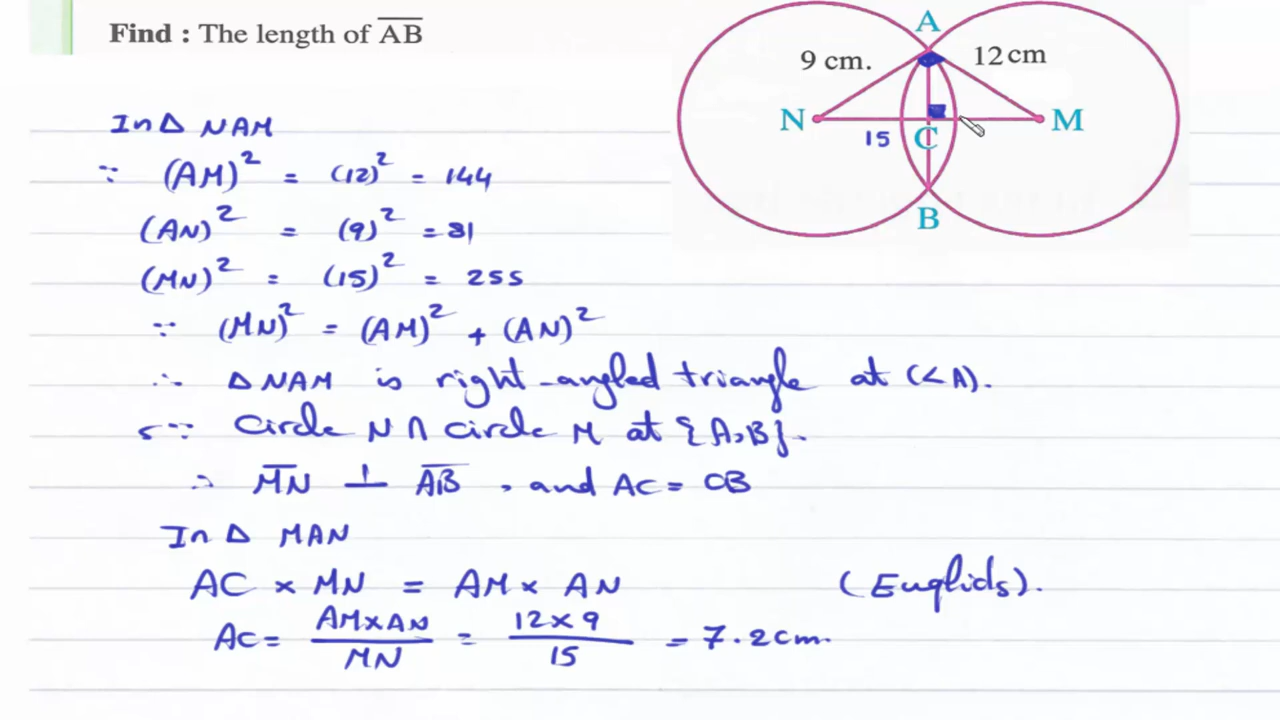 Find : The length of AB
A
9 cm.
12 cm
N
M
15
C
B
In Δ NAM
∵ (AM)² = (12)² = 144
(AN)² = (9)² = 81
(MN)² = (15)² = 255
∵ (MN)² = (AM)² + (AN)²
∴ Δ NAM is right-angled triangle at (<A).
, ∵ Circle N ∩ circle M at {A,B}.
∴ MN ⊥ AB , and AC = CB
In Δ MAN
AC × MN = AM × AN (Euglids).
AC = AM×AN / MN = 12×9 / 15 = 7.2 cm.